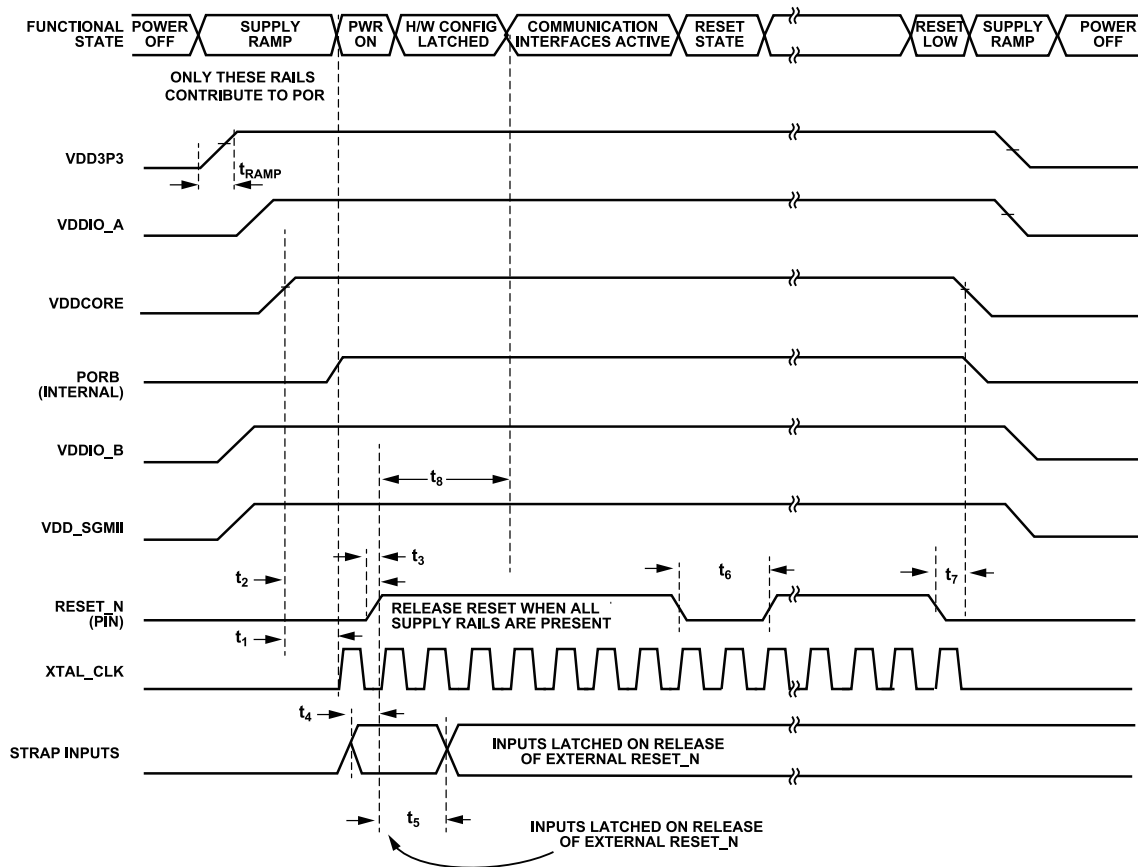 FUNCTIONAL
STATE
POWER
OFF
SUPPLY
RAMP
PWR
ON
H/W CONFIG
LATCHED
COMMUNICATION
INTERFACES ACTIVE
RESET
STATE
RESET
LOW
SUPPLY
RAMP
POWER
OFF
ONLY THESE RAILS
CONTRIBUTE TO POR
VDD3P3
tRAMP
VDDIO_A
VDDCORE
PORB
(INTERNAL)
VDDIO_B
t8
VDD_SGMII
t3
t2
t6
t7
RESET_N
(PIN)
RELEASE RESET WHEN ALL
SUPPLY RAILS ARE PRESENT
t1
XTAL_CLK
t4
STRAP INPUTS
INPUTS LATCHED ON RELEASE
OF EXTERNAL RESET_N
t5
INPUTS LATCHED ON RELEASE
OF EXTERNAL RESET_N